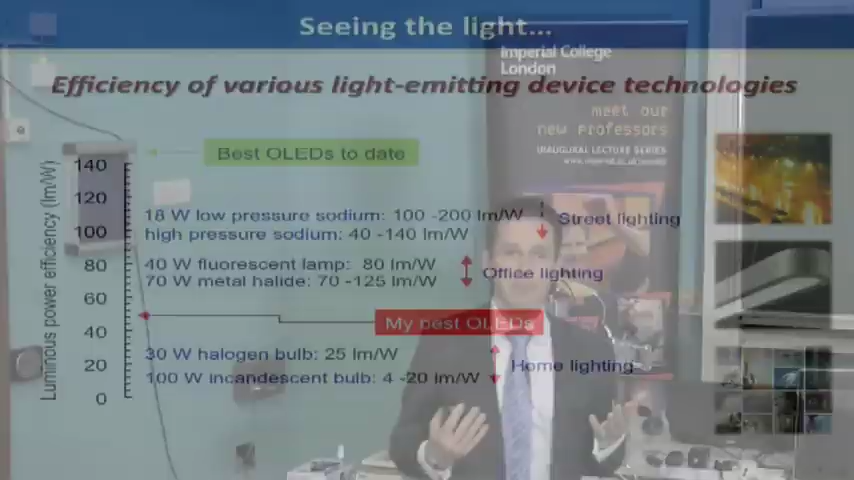 Seeing the light...
Imperial College
London
Efficiency of various light-emitting device technologies
meet our
new professors
INAUGURAL LECTURE SERIES
Best OLEDs to date
Luminous power efficiency (lm/W)
140
120
100
80
60
40
20
0
18 W low pressure sodium: 100 -200 lm/W
high pressure sodium: 40 -140 lm/W
Street lighting
40 W fluorescent lamp: 80 lm/W
70 W metal halide: 70 -125 lm/W
Office lighting
My best OLEDs
30 W halogen bulb: 25 lm/W
100 W incandescent bulb: 4 -20 lm/W
Home lighting